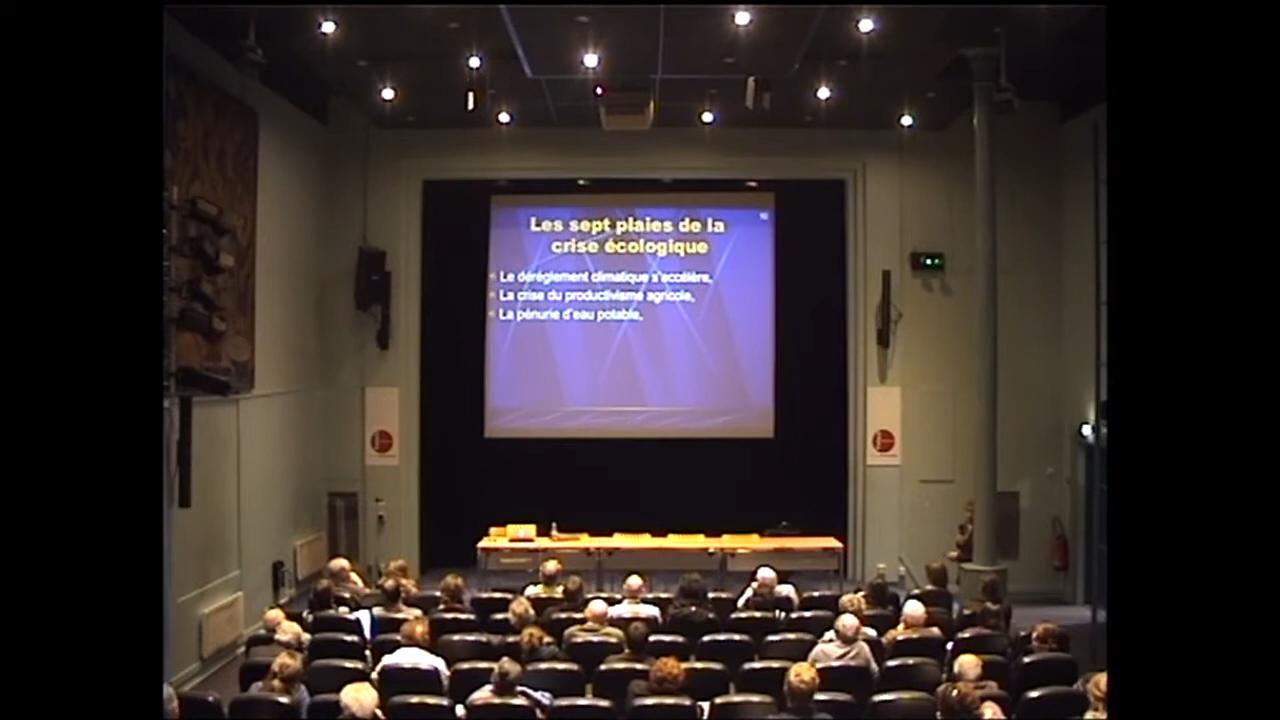 Les sept plaies de la
crise écologique
Le dérèglement climatique s'accélère,
La crise du productivisme agricole,
La pénurie d'eau potable,